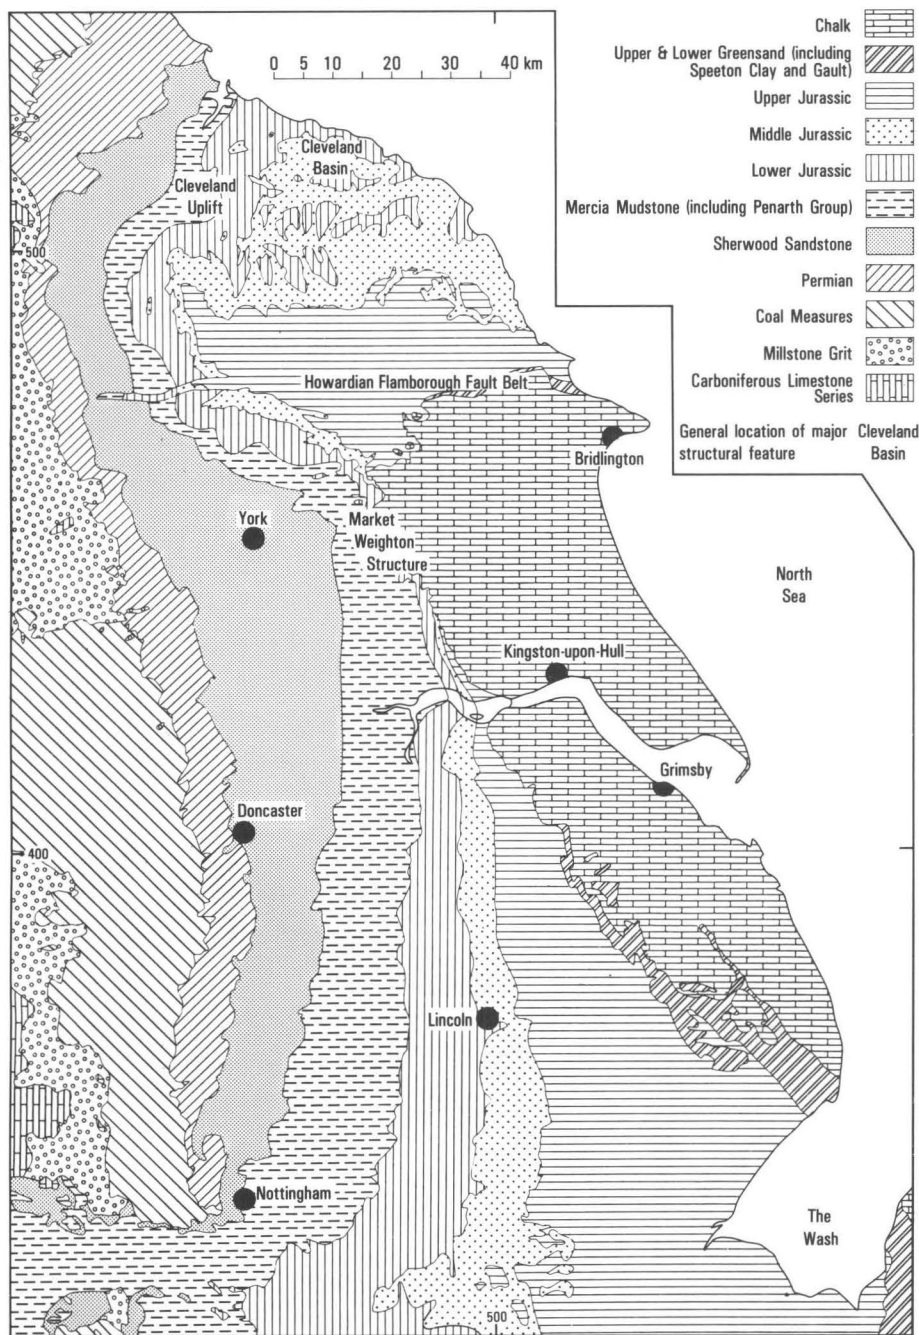 0 5 10 20 30 40 km
Chalk
Upper & Lower Greensand (including
Speeton Clay and Gault)
Upper Jurassic
Middle Jurassic
Lower Jurassic
Mercia Mudstone (including Penarth Group)
Sherwood Sandstone
Permian
Coal Measures
Millstone Grit
Carboniferous Limestone
Series
General location of major
structural feature
Cleveland
Basin
Cleveland
Basin
Cleveland
Uplift
500
Howardian Flamborough Fault Belt
Bridlington
York
Market
Weighton
Structure
North
Sea
Kingston-upon-Hull
Grimsby
Doncaster
400
Lincoln
Nottingham
The
Wash
500